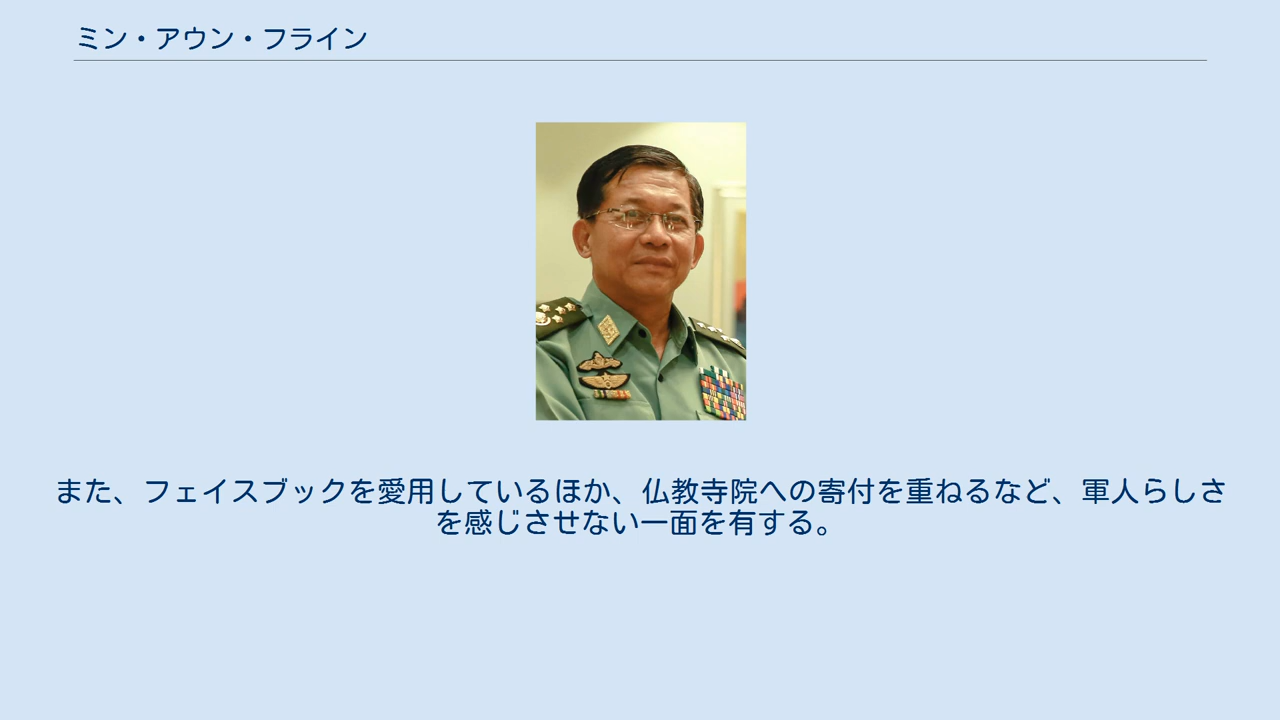 ミン・アウン・フライン
また、フェイスブックを愛用しているほか、仏教寺院への寄付を重ねるなど、軍人らしさ
を感じさせない一面を有する。